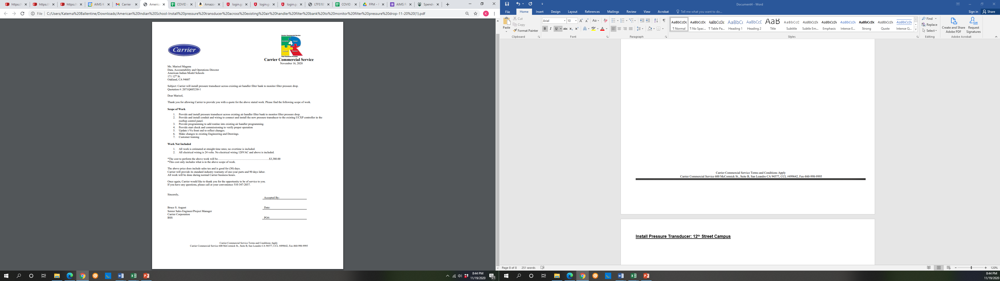 https:/
https:/
https:/
AIMS K
Carrier
America
COVID
Amazo
login.go
login.go
login.go
LTFS18
COVID
FPM - F
AIMS F
Spendw
File C:/Users/Katema%20Ballentine/Downloads/American%20Indian%20School-Install%20pressure%20transducer%20across%20existing%20air%20handler%20filter%20bank%20to%20monitor%20filter%20pressure%20drop-11-20%20(1).pdf
K
Carrier
Carrier Commercial Service
4
Total Solutions Provider
Carrier Commercial Service
November 16, 2020
Ms. Marisol Magana
Data, Accountability and Operations Director
American Indian Model Schools
171 12th St.
Oakland, CA 94607
Subject: Carrier will install pressure transducer across existing air handler filter bank to monitor filter pressure drop.
Quotation #: 2071Q685230-1
Dear Marisol,
Thank you for allowing Carrier to provide you with a quote for the above stated work. Please find the following scope of work.
Scope of Work
1. Provide and install pressure transducer across existing air handler filter bank to monitor filter pressure drop.
2. Provide and install conduit and wiring to connect and install the new pressure transducer to the existing UCXP controller in the
rooftop control panel.
3. Provide programming to add routine into existing air handler programming.
4. Provide start check and commissioning to verify proper operation
5. Update i-Vu front end to reflect changes.
6. Make changes to existing Engineering and Drawings.
7. Customer training
Work Not Included
1. All work is estimated at straight time rates; no overtime is included.
2. All electrical wiring is 24 volts. No electrical wiring 120VAC and above is included.
*The cost to perform the above work will be……………………………………………….$3,380.00
*This cost only includes what is in the above scope of work.
The above price does include sales tax and is good for (30) days.
Carrier will provide its standard industry warranty of one-year parts and 90 days labor.
All work will be done during normal Carrier business hours.
Once again, Carrier would like to thank you for the opportunity to be of service to you.
If you have any questions, please call at your convenience 510-347-2037.
Sincerely,
Accepted By:
Bruce S. August
Date:
Senior Sales Engineer/Project Manager
Carrier Corporation
BSS
PO#:
Carrier Commercial Service Terms and Conditions Apply
Carrier Commercial Service 600 McCormick St., Suite B, San Leandro CA 94577, CCL #499642, Fax-860-998-9995
8:44 PM
11/19/2020
21
Document4 - Word
File Home Insert Design Layout References Mailings Review View Acrobat Tell me what you want to do...
Sign in Share
Paste
Cut
Copy
Format Painter
Clipboard
Arial 10
Font
Paragraph
AaBbCcDc AaBbCcDc AaBbCcDc AaBbCc AaBbCcE AaB AaBbCcC AaBbCcDc AaBbCcDc AaBbCcDc AaBbCcDc AaBbCcDc AaBbCcDc
¶ Normal ¶ No Spac... ¶ Table Pa... Heading 1 Heading 2 Title Subtitle Subtle Em... Emphasis Intense E... Strong Quote Intense Q...
Styles
Find
Replace
Select
Editing
Create and Share
Adobe PDF
Request
Signatures
Adobe Acrobat
Carrier Commercial Service Terms and Conditions Apply
Carrier Commercial Service 600 McCormick St., Suite B, San Leandro CA 94577, CCL #499642, Fax-860-998-9995
Install Pressure Transducer: 12th Street Campus
Page 8 of 8 251 words
120%
8:44 PM
11/19/2020